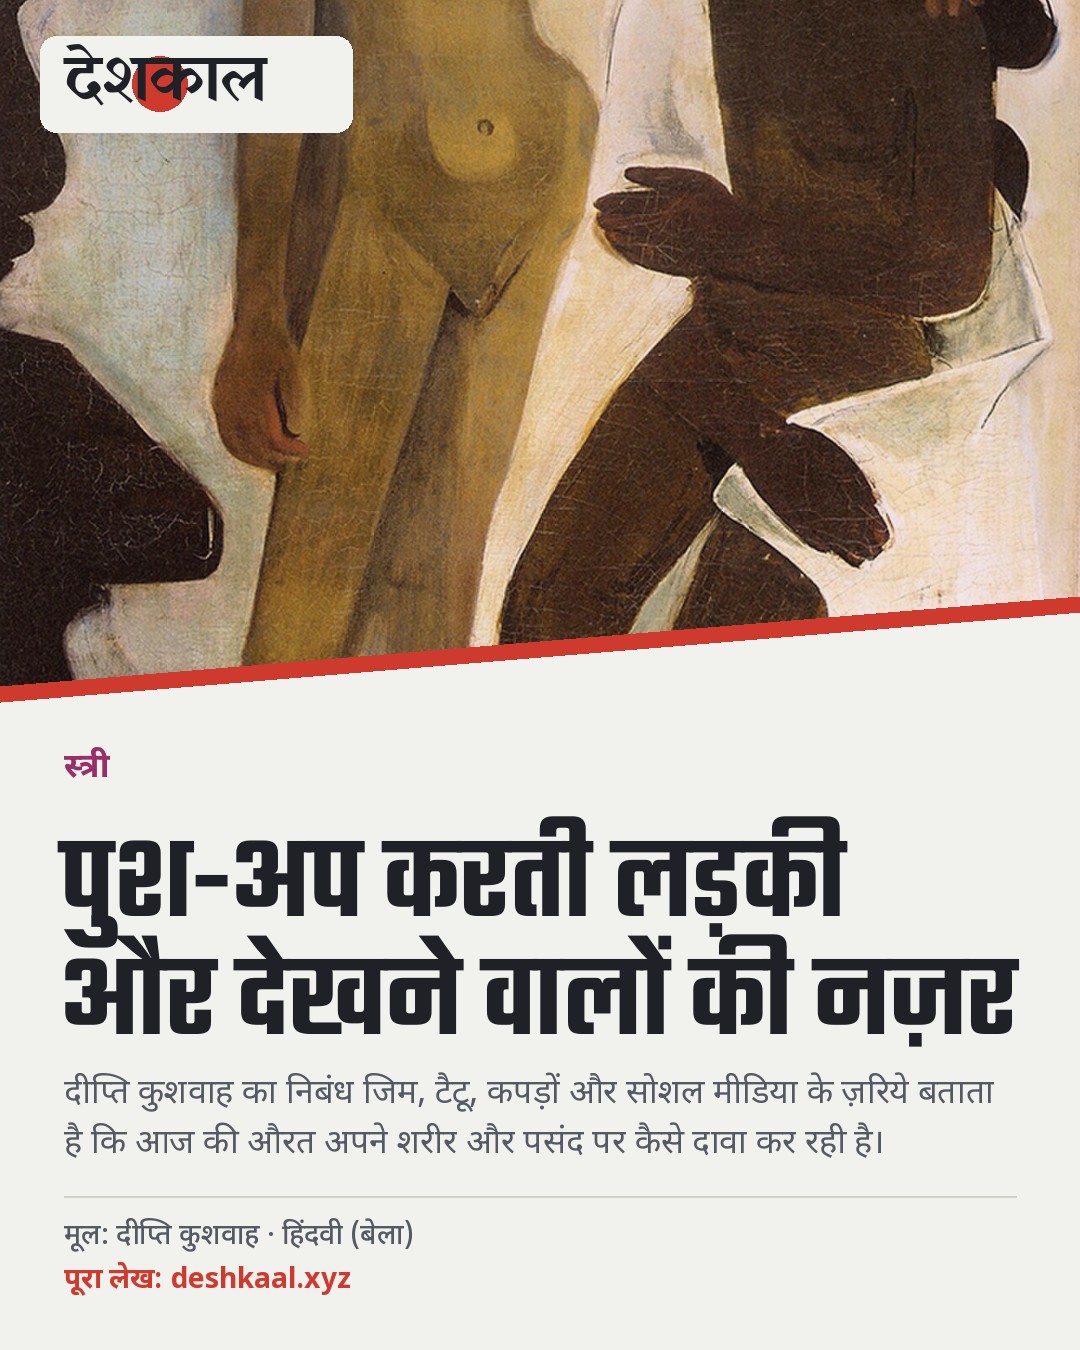 देशकाल
स्त्री
पुश-अप करती लड़की
और देखने वालों की नज़र
दीप्ति कुशवाह का निबंध जिम, टैटू, कपड़ों और सोशल मीडिया के ज़रिये बताता
है कि आज की औरत अपने शरीर और पसंद पर कैसे दावा कर रही है।
मूल: दीप्ति कुशवाह · हिंदवी (बेला)
पूरा लेख: deshkaal.xyz